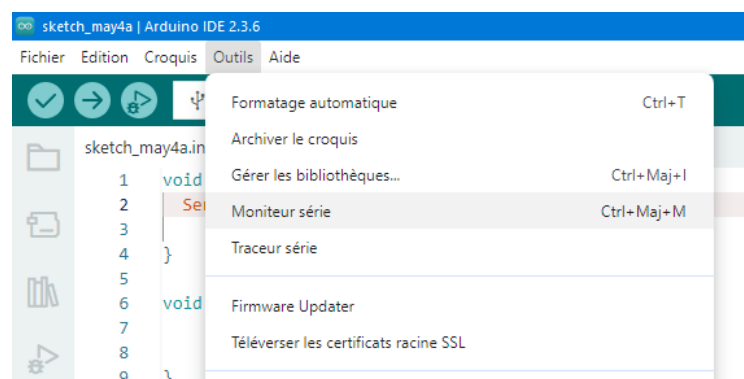 sketch_may4a | Arduino IDE 2.3.6
Fichier Edition Croquis Outils Aide
Formatage automatique Ctrl+T
Archiver le croquis
sketch_may4a.in
Gérer les bibliothèques... Ctrl+Maj+I
1 void
Moniteur série Ctrl+Maj+M
2 Ser
3
Traceur série
4 }
5
6 void
Firmware Updater
7
Téléverser les certificats racine SSL
8
9 }